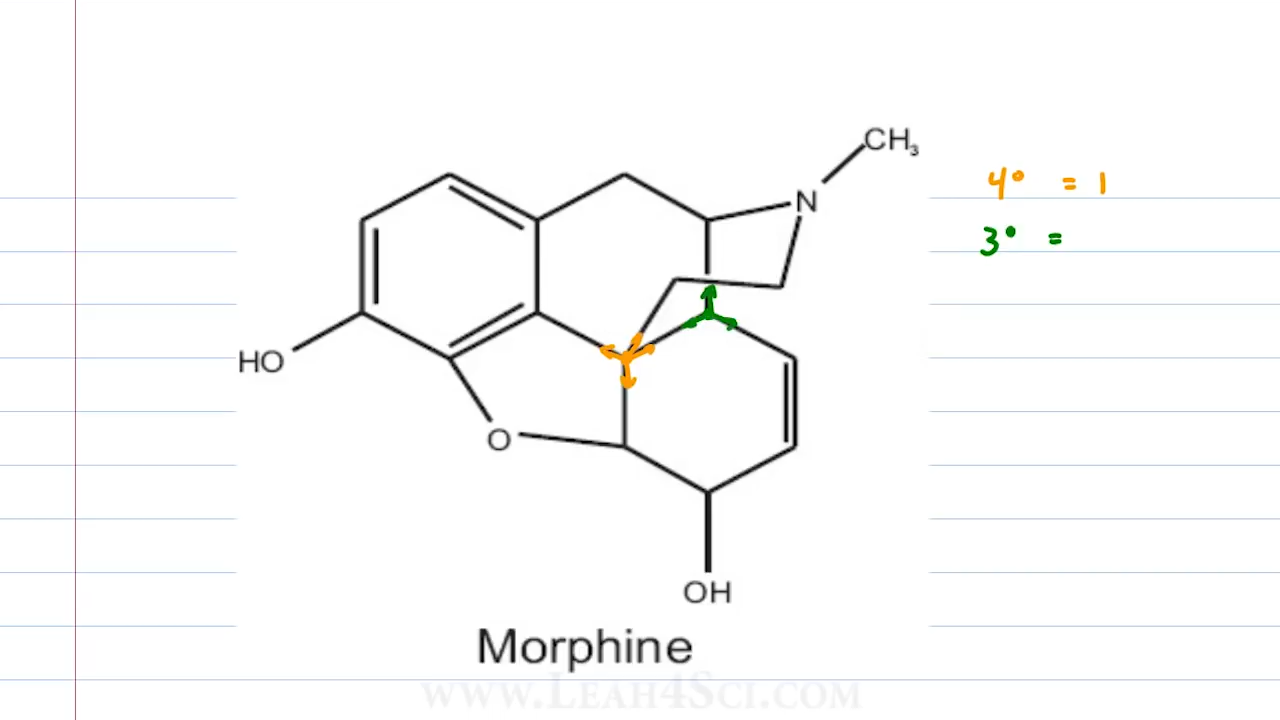 CH₃
N
4° = 1
3° =
HO
O
OH
Morphine
www.Leah4Sci.com